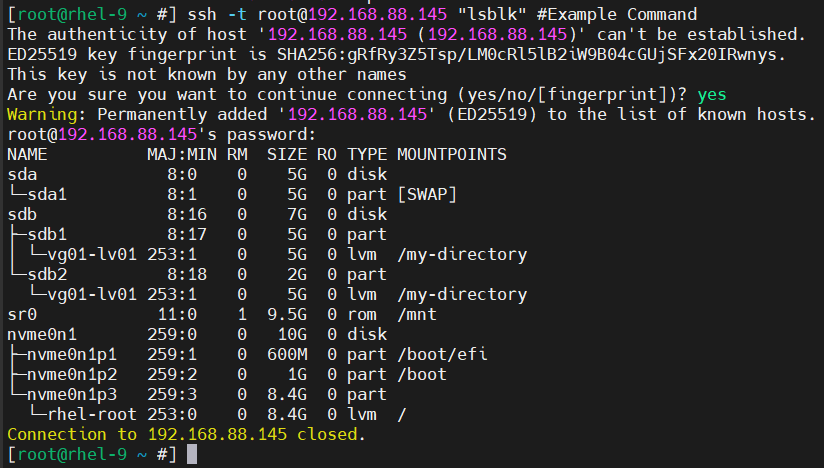 [root@rhel-9 ~ #] ssh -t root@192.168.88.145 "lsblk" #Example Command
The authenticity of host '192.168.88.145 (192.168.88.145)' can't be established.
ED25519 key fingerprint is SHA256:gRfRy3Z5Tsp/LM0cRl5lB2iW9B04cGUjSFx20IRwnys.
This key is not known by any other names
Are you sure you want to continue connecting (yes/no/[fingerprint])? yes
Warning: Permanently added '192.168.88.145' (ED25519) to the list of known hosts.
root@192.168.88.145's password:
NAME          MAJ:MIN RM  SIZE RO TYPE MOUNTPOINTS
sda             8:0    0    5G  0 disk
└─sda1          8:1    0    5G  0 part [SWAP]
sdb             8:16   0    7G  0 disk
├─sdb1          8:17   0    5G  0 part
│ └─vg01-lv01 253:1    0    5G  0 lvm  /my-directory
└─sdb2          8:18   0    2G  0 part
  └─vg01-lv01 253:1    0    5G  0 lvm  /my-directory
sr0            11:0    1  9.5G  0 rom  /mnt
nvme0n1       259:0    0   10G  0 disk
├─nvme0n1p1   259:1    0  600M  0 part /boot/efi
├─nvme0n1p2   259:2    0    1G  0 part /boot
└─nvme0n1p3   259:3    0  8.4G  0 part
  └─rhel-root 253:0    0  8.4G  0 lvm  /
Connection to 192.168.88.145 closed.
[root@rhel-9 ~ #]